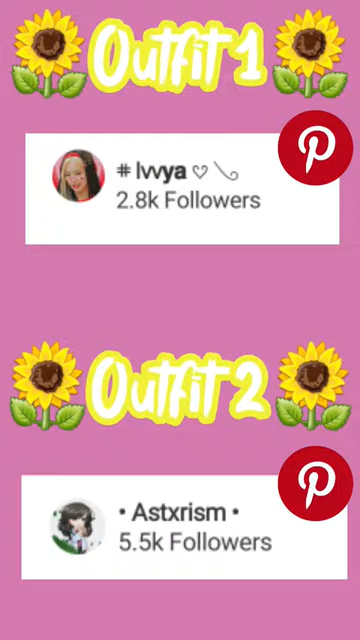 Outfit 1
# lvvya ♡
2.8k Followers
Outfit 2
• Astxrism •
5.5k Followers